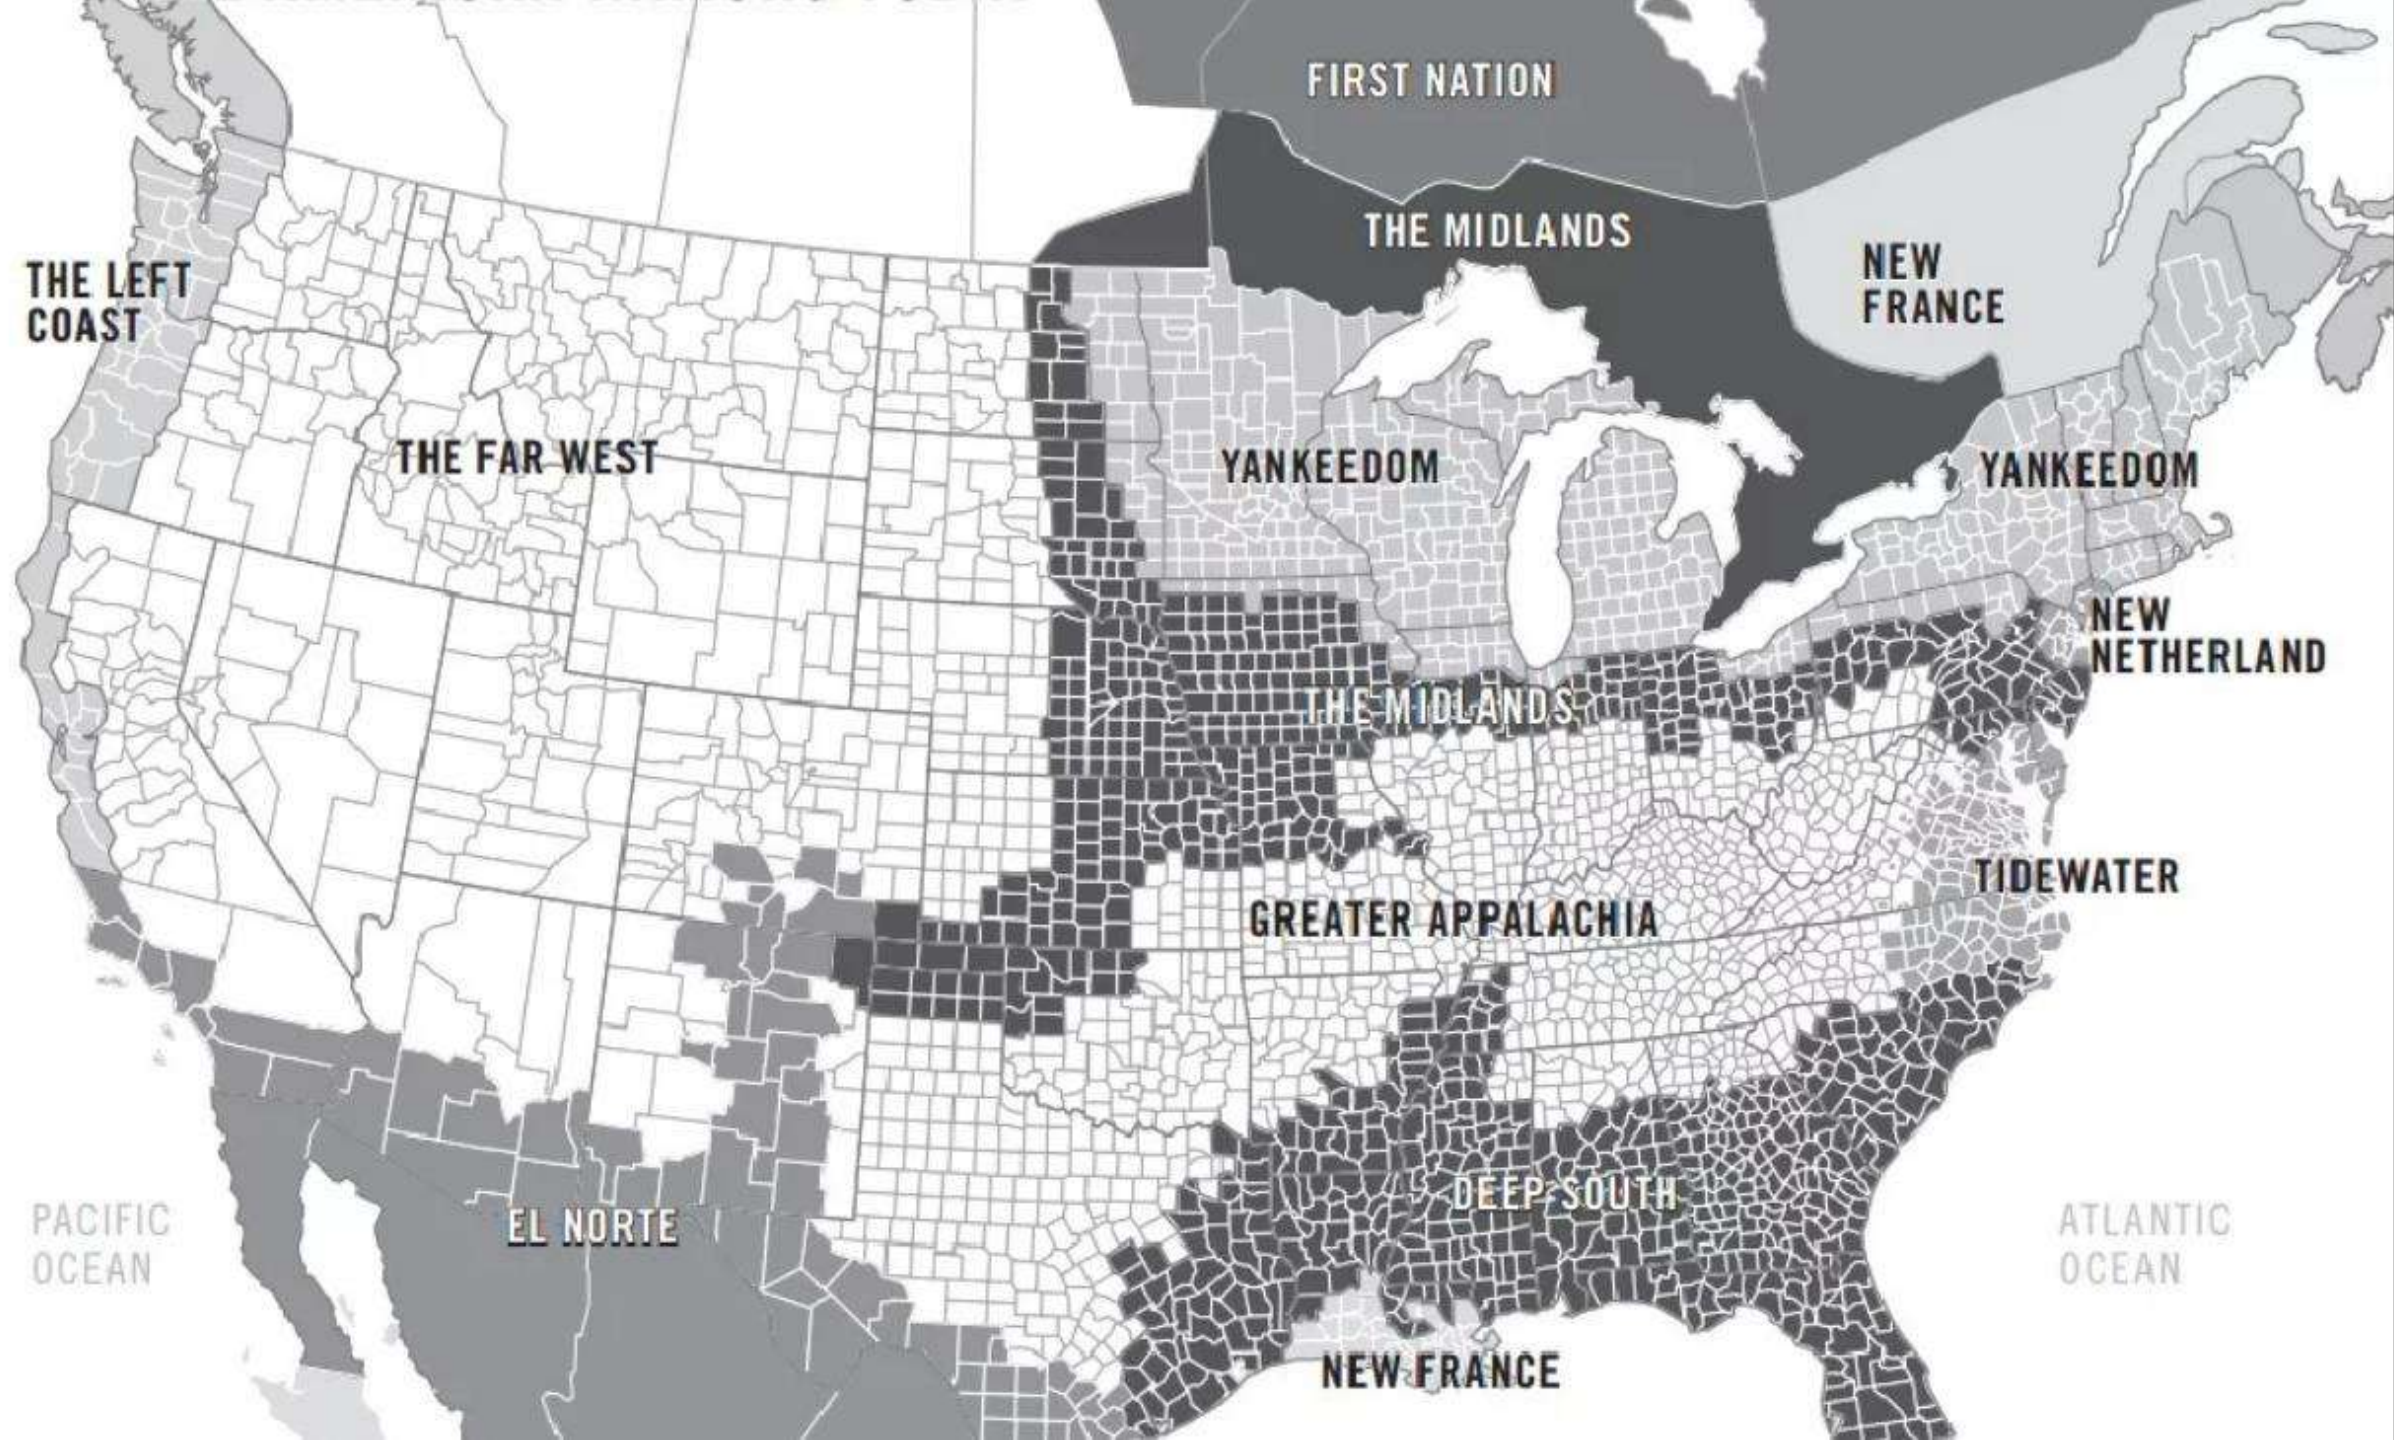 FIRST NATION
THE MIDLANDS
NEW
FRANCE
THE LEFT
COAST
THE FAR WEST
YANKEEDOM
YANKEEDOM
NEW
NETHERLAND
THE MIDLANDS
TIDEWATER
GREATER APPALACHIA
DEEP SOUTH
EL NORTE
PACIFIC
OCEAN
ATLANTIC
OCEAN
NEW FRANCE